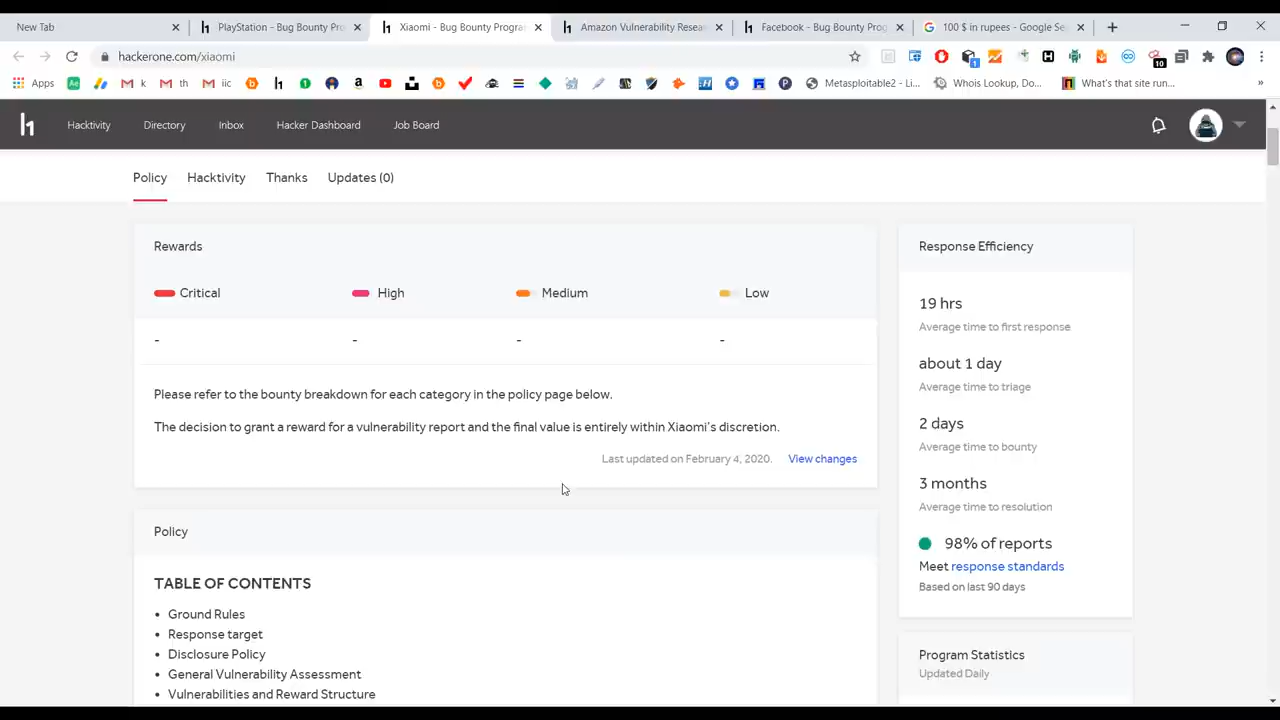 New Tab
PlayStation - Bug Bounty Pro
Xiaomi - Bug Bounty Progra
Amazon Vulnerability Resea
Facebook - Bug Bounty Prog
100 $ in rupees - Google Se
hackerone.com/xiaomi
Apps
k
th
iic
Metasploitable2 - Li...
Whois Lookup, Do...
What's that site run...
Hacktivity
Directory
Inbox
Hacker Dashboard
Job Board
Policy
Hacktivity
Thanks
Updates (0)
Rewards
Critical
High
Medium
Low
-
-
-
-
Please refer to the bounty breakdown for each category in the policy page below.
The decision to grant a reward for a vulnerability report and the final value is entirely within Xiaomi's discretion.
Last updated on February 4, 2020. View changes
Policy
TABLE OF CONTENTS
• Ground Rules
• Response target
• Disclosure Policy
• General Vulnerability Assessment
• Vulnerabilities and Reward Structure
Response Efficiency
19 hrs
Average time to first response
about 1 day
Average time to triage
2 days
Average time to bounty
3 months
Average time to resolution
98% of reports
Meet response standards
Based on last 90 days
Program Statistics
Updated Daily